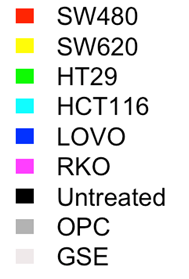 SW480
SW620
HT29
HCT116
LOVO
RKO
Untreated
OPC
GSE